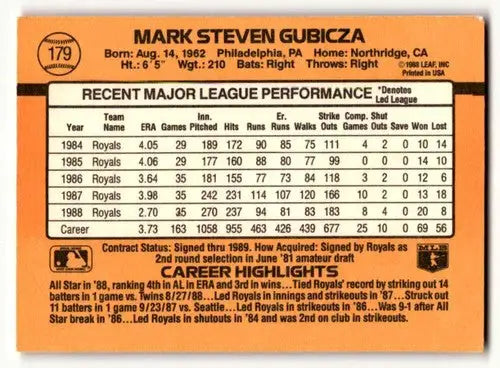 179
MARK STEVEN GUBICZA
Born: Aug. 14, 1962 Philadelphia, PA Home: Northridge, CA
Ht.: 6'5" Wgt.: 210 Bats: Right Throws: Right
©1988 LEAF, INC
Printed in USA
RECENT MAJOR LEAGUE PERFORMANCE *Denotes Led League
Year Team Name ERA Games Inn. Pitched Hits Runs Er. Runs Walks Strike Outs Comp. Games Shut Outs Save Won Lost
1984 Royals 4.05 29 189 172 90 85 75 111 4 2 0 10 14
1985 Royals 4.06 29 177 160 88 80 77 99 0 0 0 14 10
1986 Royals 3.64 35 181 155 77 73 84 118 3 2 0 12 6
1987 Royals 3.98 35 242 231 114 107 120 166 10 2 0 13 18
1988 Royals 2.70 35 270 237 94 81 83 183 8 4 0 20 8
Career 3.73 163 1058 955 463 426 439 677 25 10 0 69 56
Contract Status: Signed thru 1989. How Acquired: Signed by Royals as
2nd round selection in June '81 amateur draft
MLB
CAREER HIGHLIGHTS
All Star in '88, ranking 4th in AL in ERA and 3rd in wins...Tied Royals' record by striking out 14
batters in 1 game vs. Twins 8/27/88...Led Royals in innings and strikeouts in '87...Struck out
11 batters in 1 game 9/23/87 vs. Seattle...Led Royals in strikeouts in '86...Was 9-1 after All
Star break in '86...Led Royals in shutouts in '84 and was 2nd on club in strikeouts.